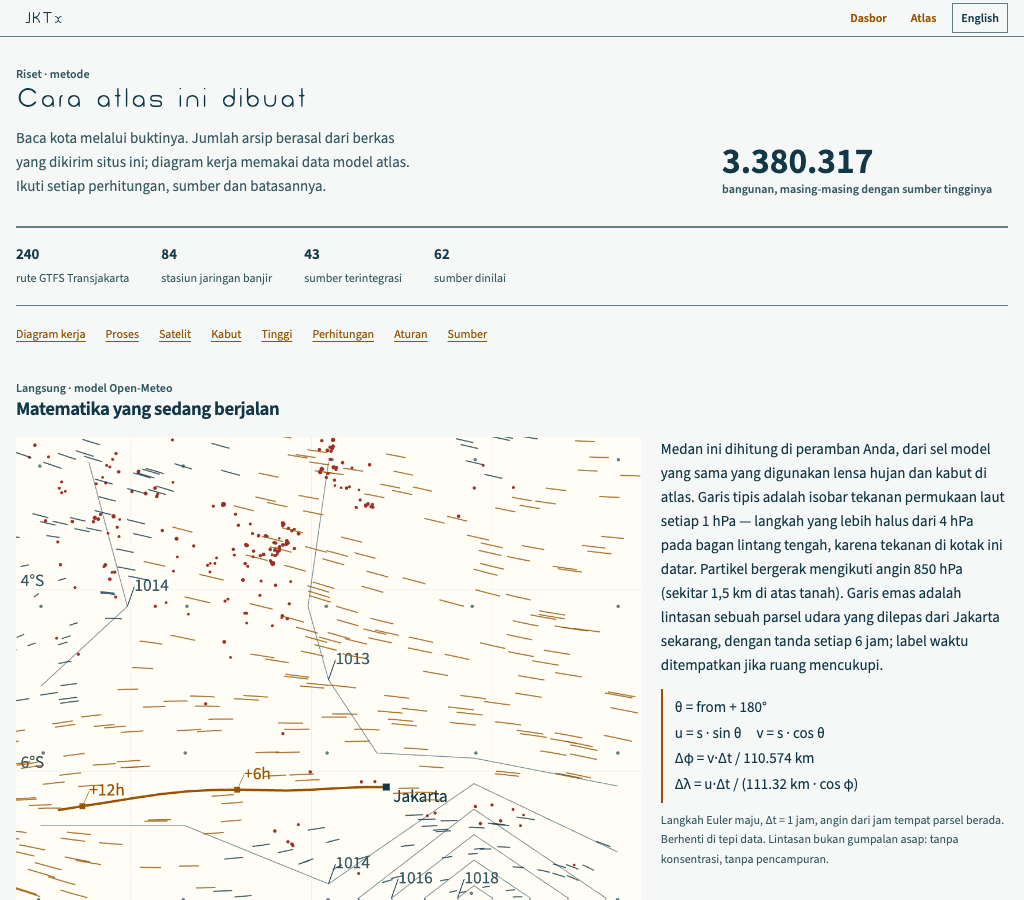 JKTx
Dasbor Atlas English
Riset · metode
Cara atlas ini dibuat
Baca kota melalui buktinya. Jumlah arsip berasal dari berkas
yang dikirim situs ini; diagram kerja memakai data model atlas.
Ikuti setiap perhitungan, sumber dan batasannya.
3.380.317
bangunan, masing-masing dengan sumber tingginya
240
rute GTFS Transjakarta
84
stasiun jaringan banjir
43
sumber terintegrasi
62
sumber dinilai
Diagram kerja Proses Satelit Kabut Tinggi Perhitungan Aturan Sumber
Langsung · model Open-Meteo
Matematika yang sedang berjalan
4°S
1014
1013
6°S
+6h
+12h
Jakarta
1014
1016
1018
Medan ini dihitung di peramban Anda, dari sel model
yang sama yang digunakan lensa hujan dan kabut di
atlas. Garis tipis adalah isobar tekanan permukaan laut
setiap 1 hPa — langkah yang lebih halus dari 4 hPa
pada bagan lintang tengah, karena tekanan di kotak ini
datar. Partikel bergerak mengikuti angin 850 hPa
(sekitar 1,5 km di atas tanah). Garis emas adalah
lintasan sebuah parsel udara yang dilepas dari Jakarta
sekarang, dengan tanda setiap 6 jam; label waktu
ditempatkan jika ruang mencukupi.
θ = from + 180°
u = s · sin θ v = s · cos θ
Δφ = v·Δt / 110.574 km
Δλ = u·Δt / (111.32 km · cos φ)
Langkah Euler maju, Δt = 1 jam, angin dari jam tempat parsel berada.
Berhenti di tepi data. Lintasan bukan gumpalan asap: tanpa
konsentrasi, tanpa pencampuran.